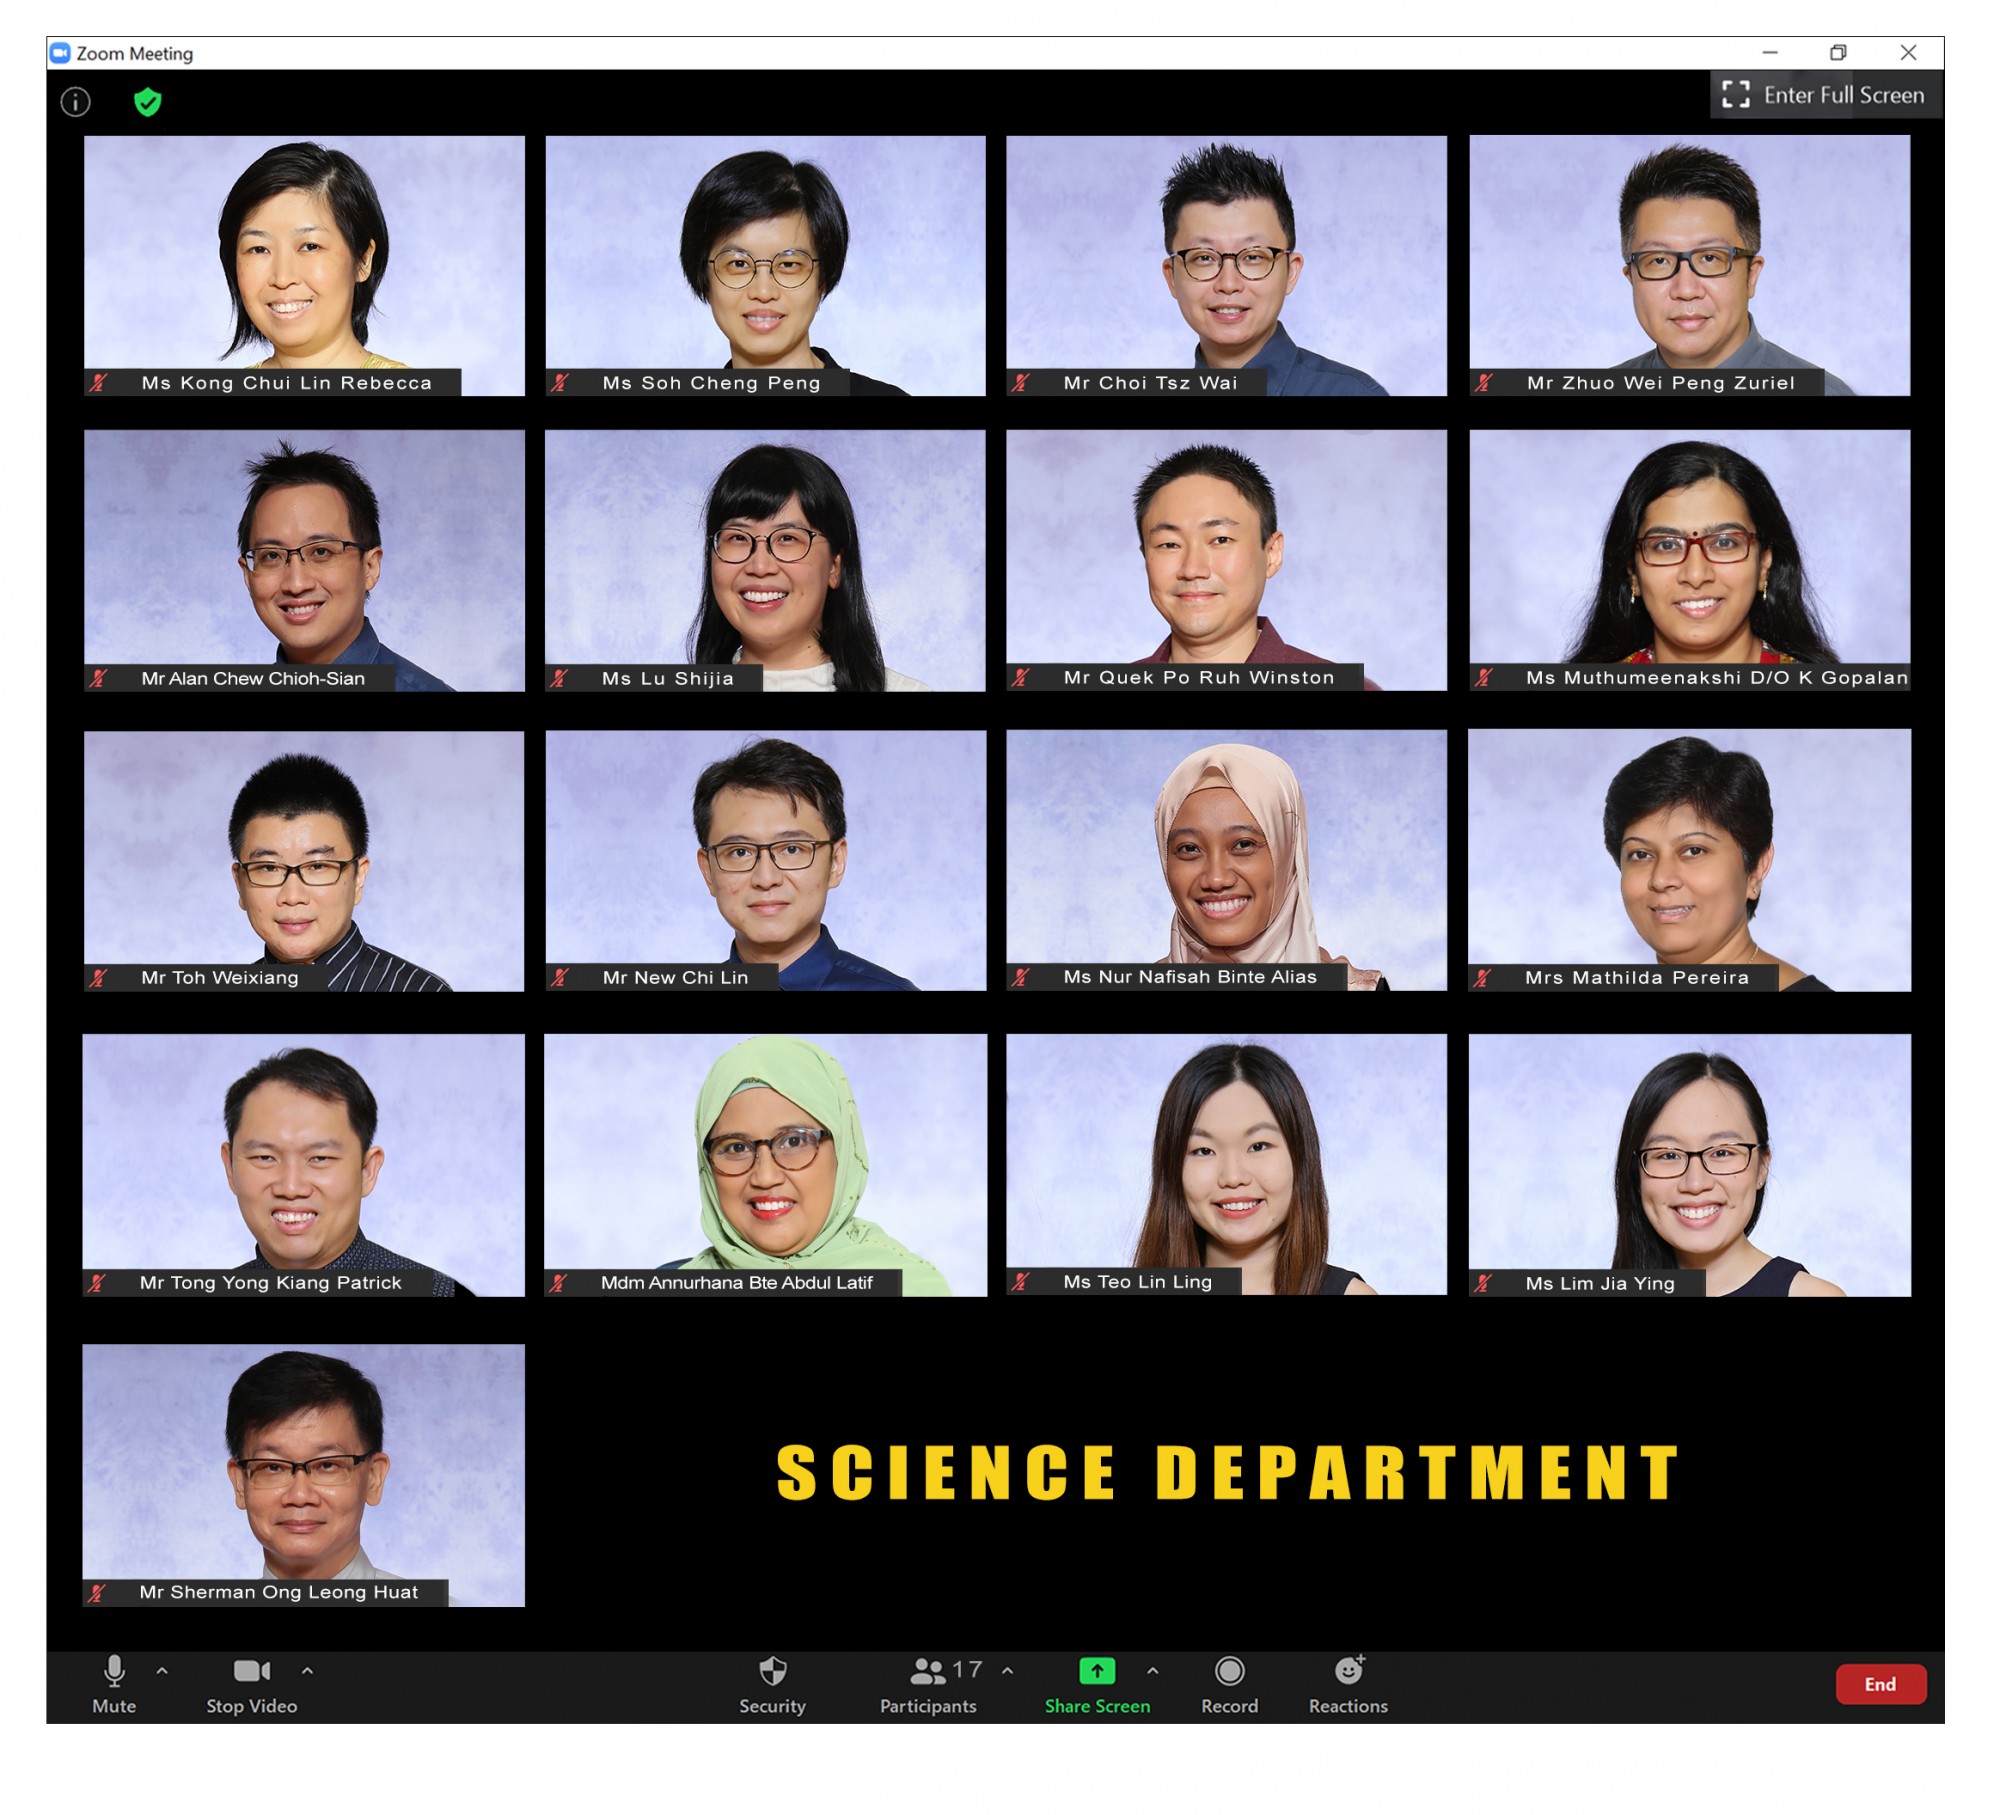 Zoom Meeting
Enter Full Screen
Ms Kong Chui Lin Rebecca
Ms Soh Cheng Peng
Mr Choi Tsz Wai
Mr Zhuo Wei Peng Zuriel
Mr Alan Chew Chioh-Sian
Ms Lu Shijia
Mr Quek Po Ruh Winston
Ms Muthumeenakshi D/O K Gopalan
Mr Toh Weixiang
Mr New Chi Lin
Ms Nur Nafisah Binte Alias
Mrs Mathilda Pereira
Mr Tong Yong Kiang Patrick
Mdm Annurhana Bte Abdul Latif
Ms Teo Lin Ling
Ms Lim Jia Ying
Mr Sherman Ong Leong Huat
SCIENCE DEPARTMENT
17
Mute
Stop Video
Security
Participants
Share Screen
Record
Reactions
End